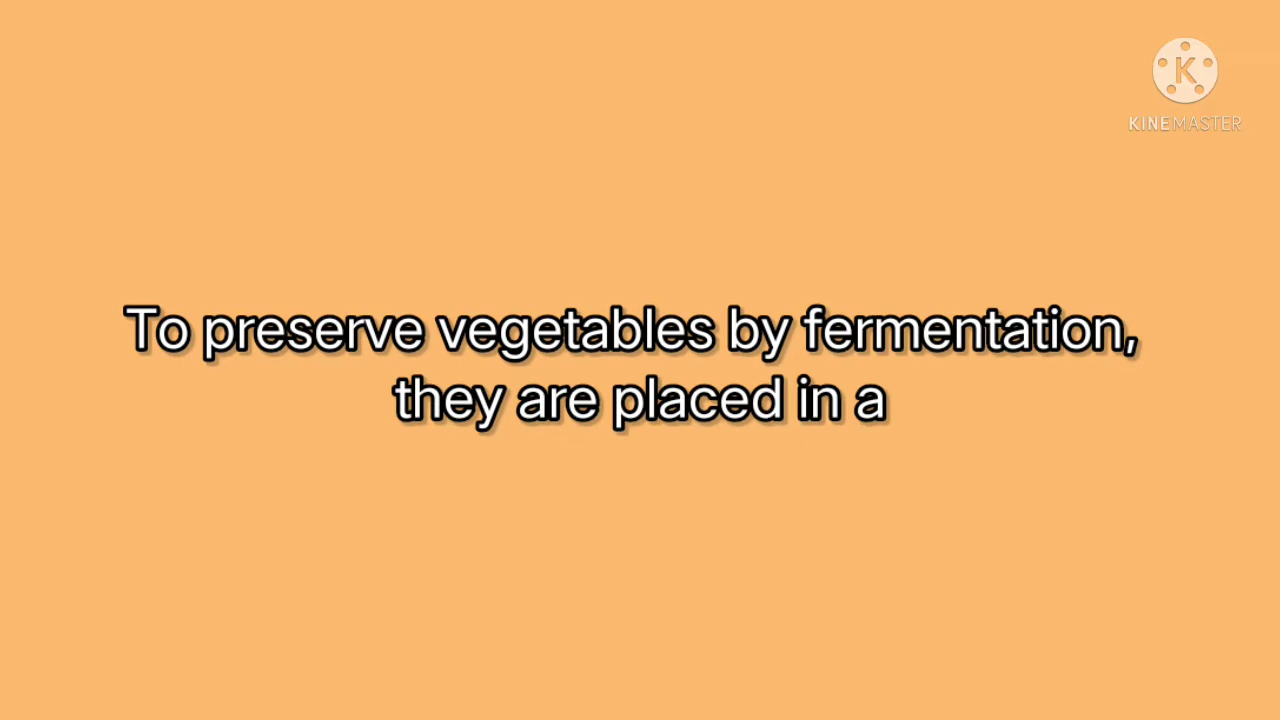 K
KINEMASTER
To preserve vegetables by fermentation,
they are placed in a